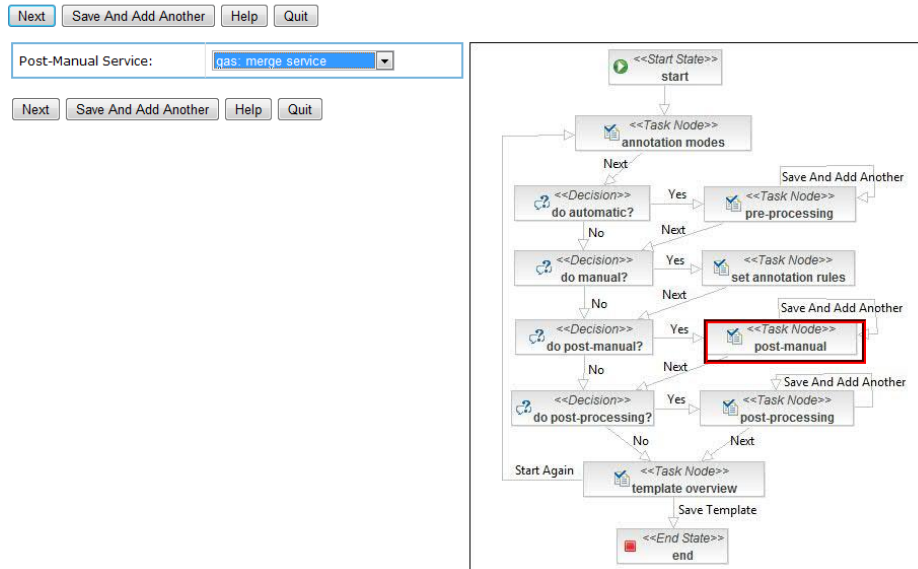 Next Save And Add Another Help Quit
Post-Manual Service: gas: merge service
Next Save And Add Another Help Quit
<<Start State>>
start
<<Task Node>>
annotation modes
Next
Save And Add Another
<<Decision>>
do automatic?
Yes
<<Task Node>>
pre-processing
No
Next
<<Decision>>
do manual?
Yes
<<Task Node>>
set annotation rules
No
Next
Save And Add Another
<<Decision>>
do post-manual?
Yes
<<Task Node>>
post-manual
No
Next
Save And Add Another
<<Decision>>
do post-processing?
Yes
<<Task Node>>
post-processing
No
Next
Start Again
<<Task Node>>
template overview
Save Template
<<End State>>
end